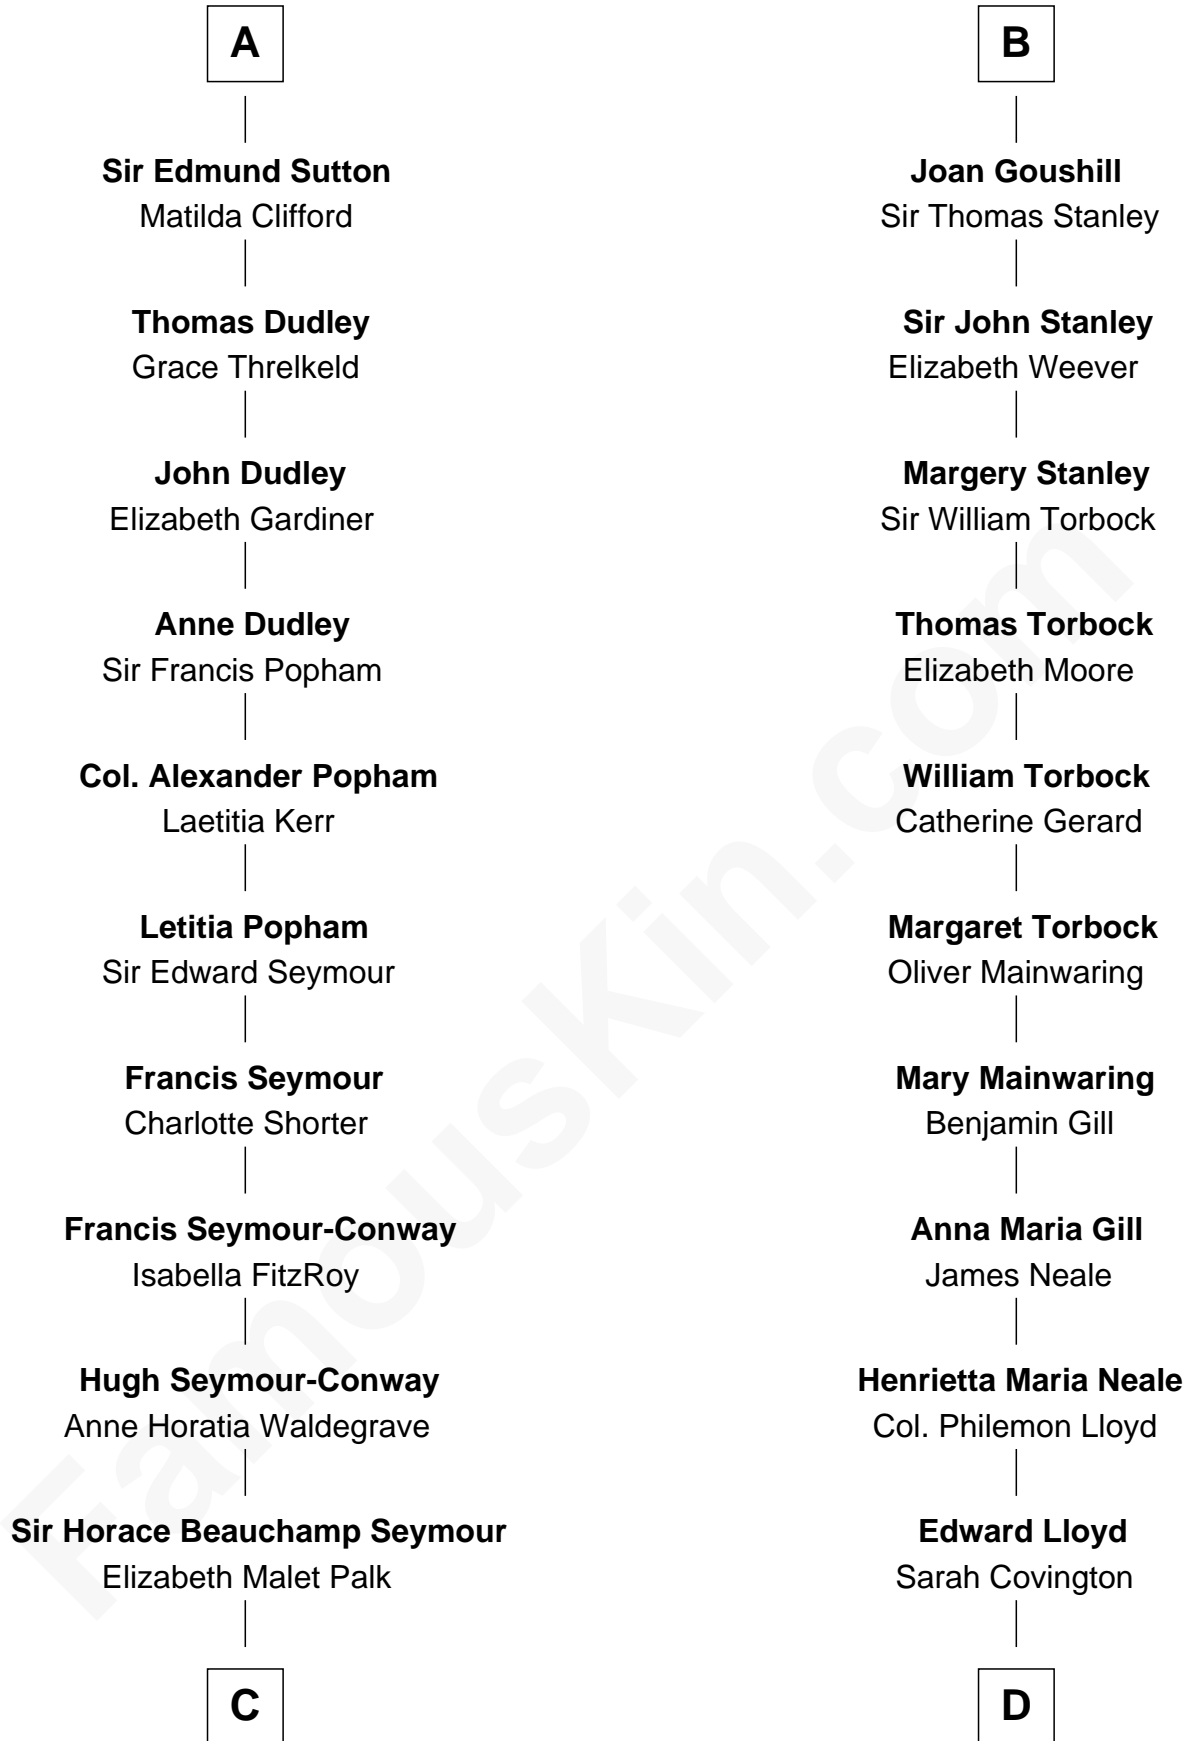 A
Sir Edmund Sutton
Matilda Clifford
Thomas Dudley
Grace Threlkeld
John Dudley
Elizabeth Gardiner
Anne Dudley
Sir Francis Popham
Col. Alexander Popham
Laetitia Kerr
Letitia Popham
Sir Edward Seymour
Francis Seymour
Charlotte Shorter
Francis Seymour-Conway
Isabella FitzRoy
Hugh Seymour-Conway
Anne Horatia Waldegrave
Sir Horace Beauchamp Seymour
Elizabeth Malet Palk
C
B
Joan Goushill
Sir Thomas Stanley
Sir John Stanley
Elizabeth Weever
Margery Stanley
Sir William Torbock
Thomas Torbock
Elizabeth Moore
William Torbock
Catherine Gerard
Margaret Torbock
Oliver Mainwaring
Mary Mainwaring
Benjamin Gill
Anna Maria Gill
James Neale
Henrietta Maria Neale
Col. Philemon Lloyd
Edward Lloyd
Sarah Covington
D
FamousKin.com